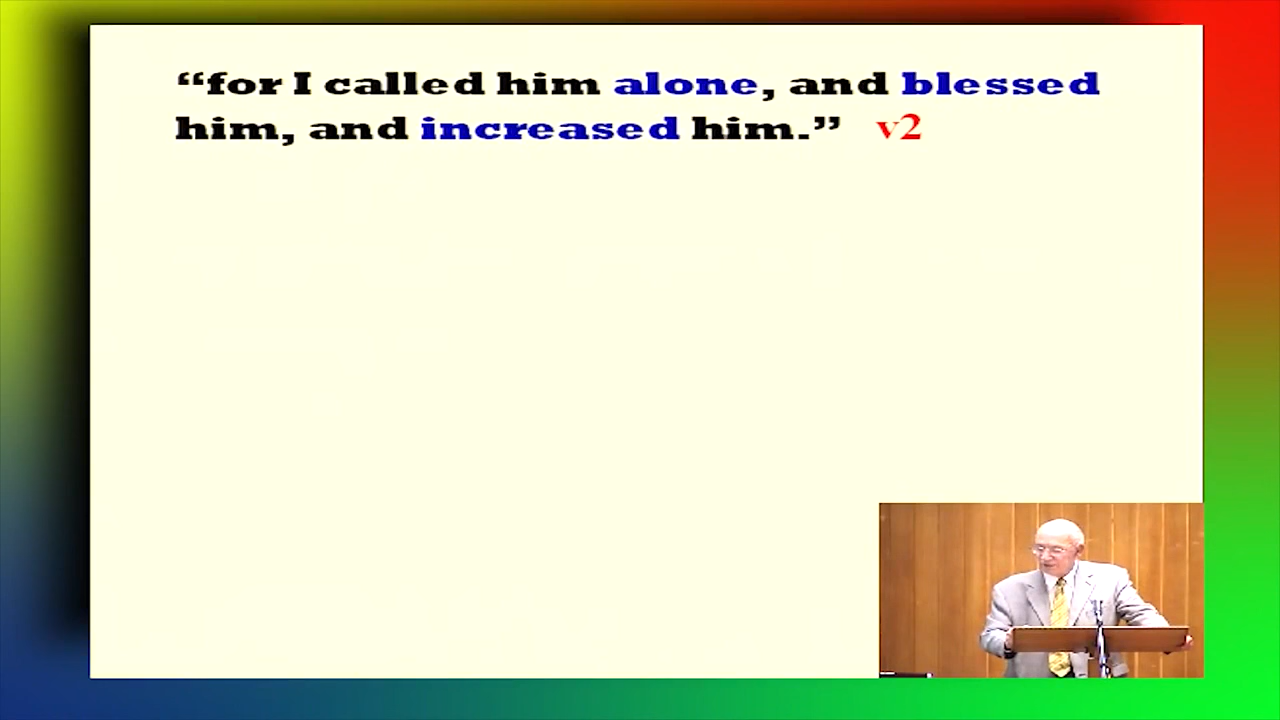 “for I called him alone, and blessed
him, and increased him.” v2